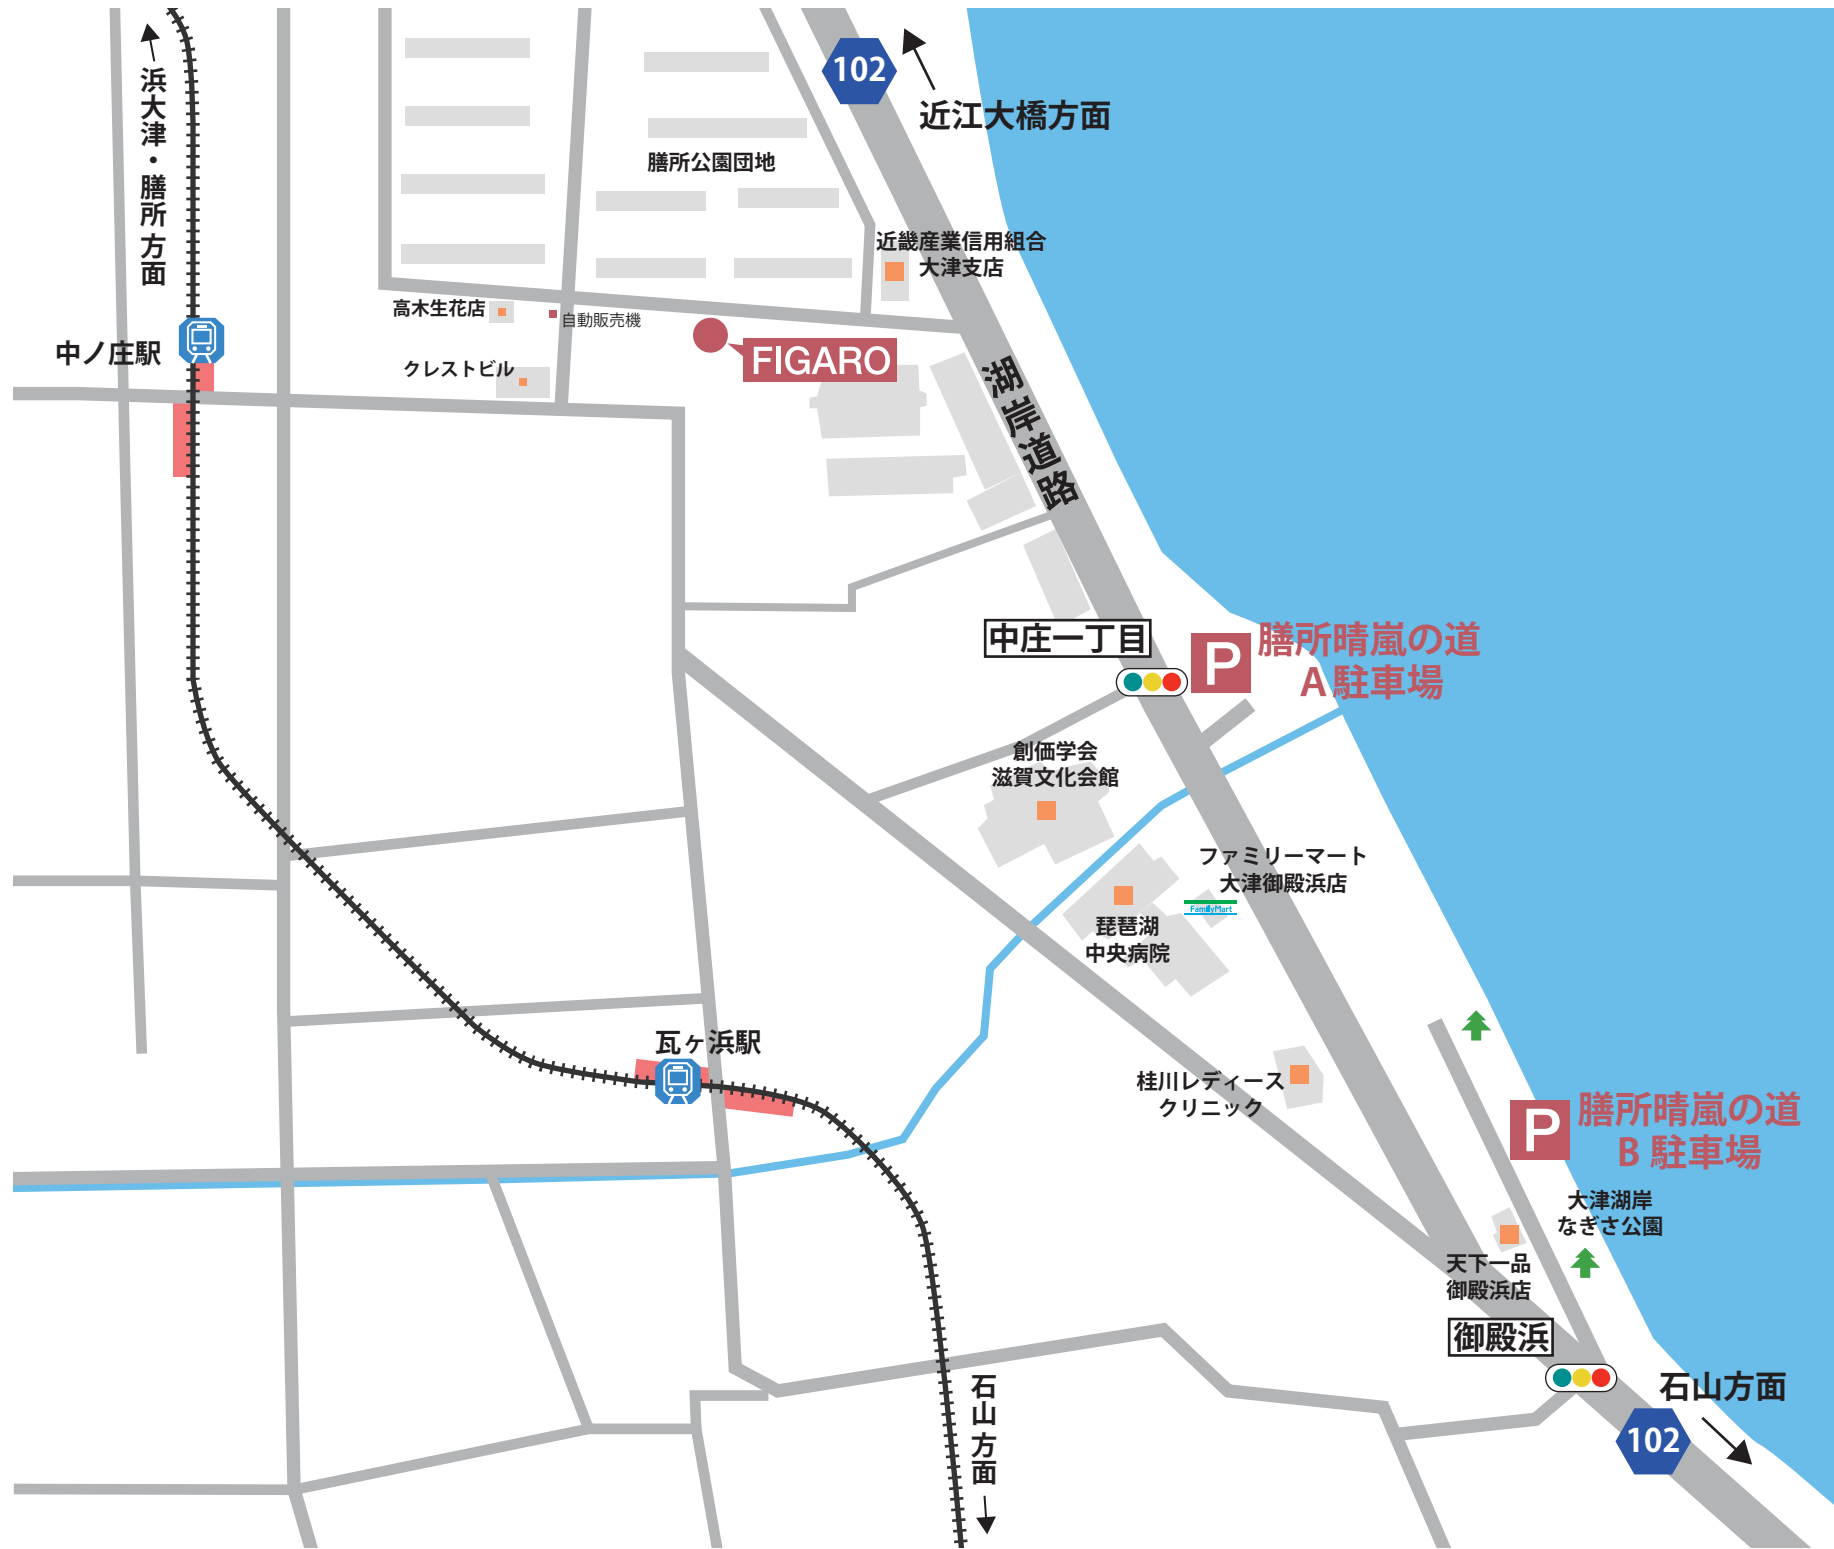 浜大津・膳所方面
102
近江大橋方面
膳所公園団地
近畿産業信用組合
大津支店
高木生花店
自動販売機
FIGARO
中ノ庄駅
クレストビル
湖岸道路
中庄一丁目
P
膳所晴嵐の道
A 駐車場
創価学会
滋賀文化会館
ファミリーマート
大津御殿浜店
FamilyMart
琵琶湖
中央病院
瓦ヶ浜駅
桂川レディース
クリニック
P
膳所晴嵐の道
B 駐車場
大津湖岸
なぎさ公園
天下一品
御殿浜店
御殿浜
石山方面
石山方面
102